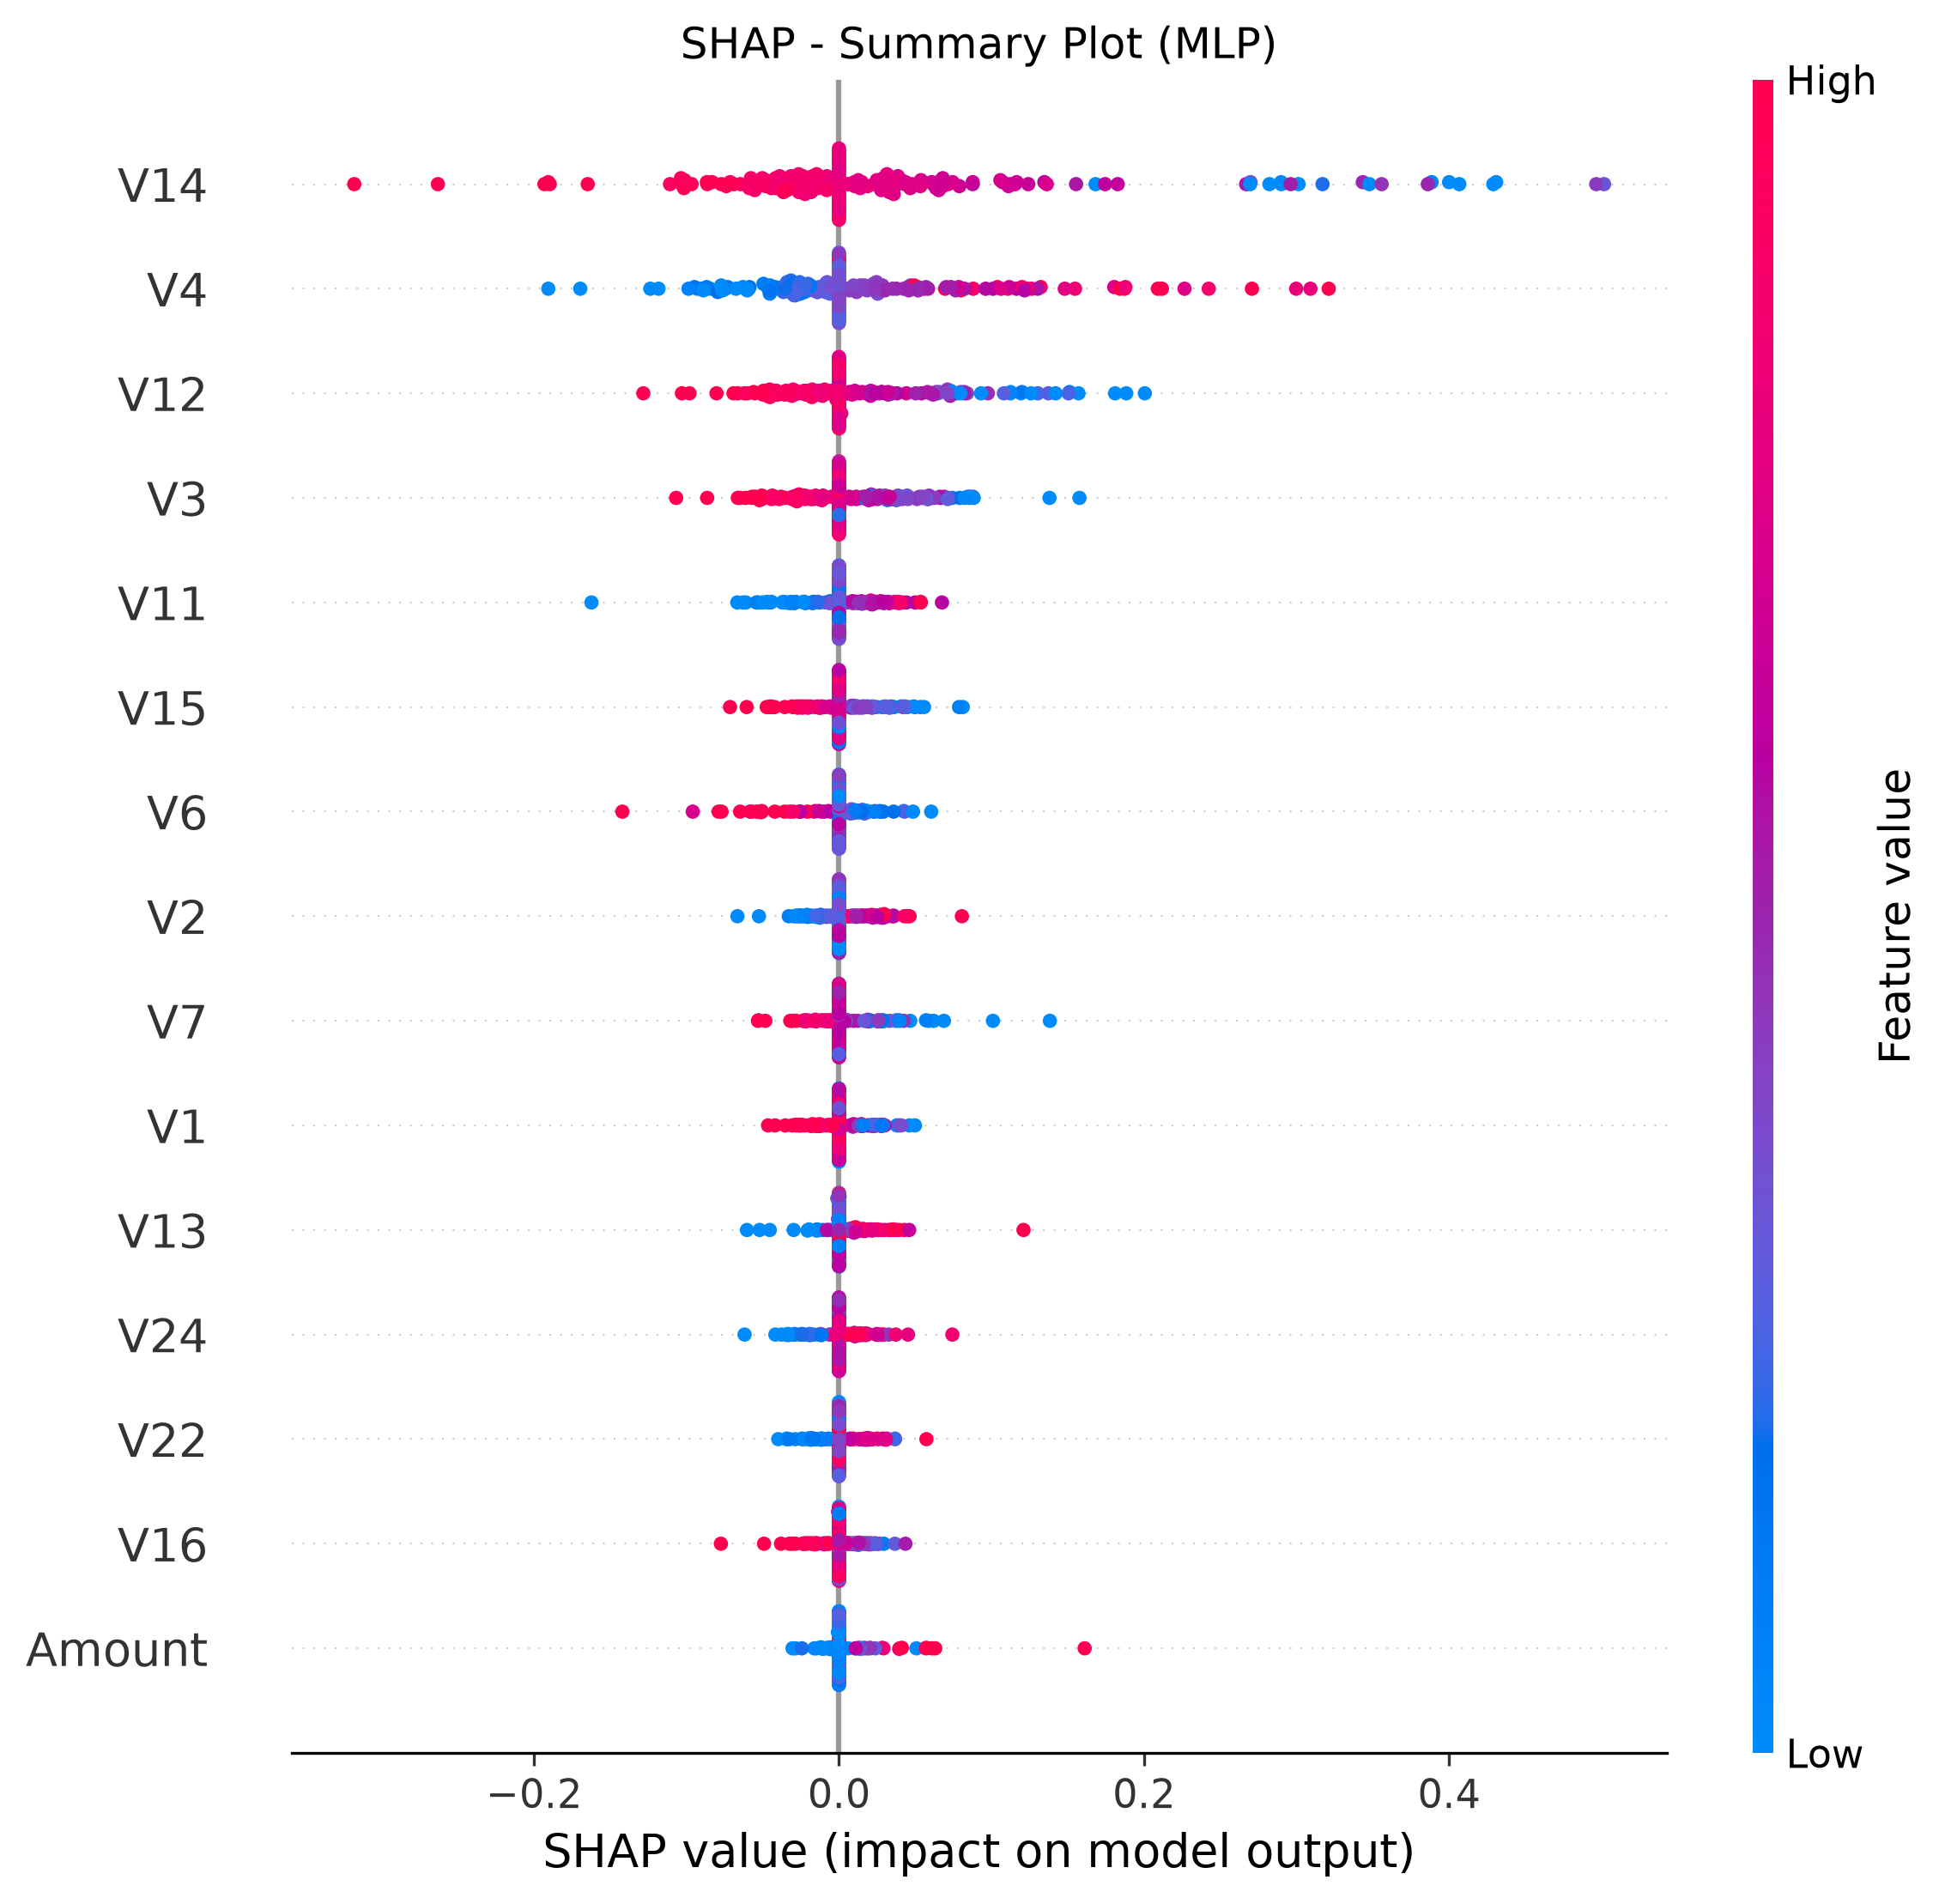 SHAP - Summary Plot (MLP)
High
V14
V4
V12
V3
V11
V15
V6
V2
V7
V1
V13
V24
V22
V16
Amount
Feature value
Low
−0.2 0.0 0.2 0.4
SHAP value (impact on model output)